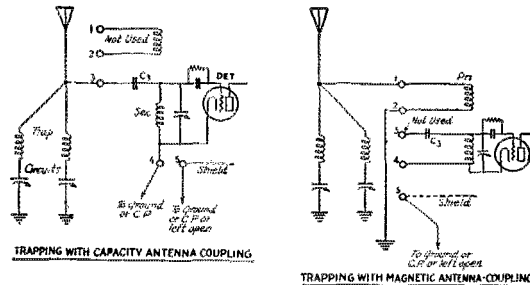 1
Not Used
2
3
C3
DET
Sec
Trap
Circuits
4
5
Shield
To Ground
or C.P.
To Ground
or C.P. or
left open
TRAPPING WITH CAPACITY ANTENNA COUPLING
1
Pri
2
3
Not Used
C3
4
5
Shield
To Ground or
C.P. or left open
TRAPPING WITH MAGNETIC ANTENNA-COUPLING